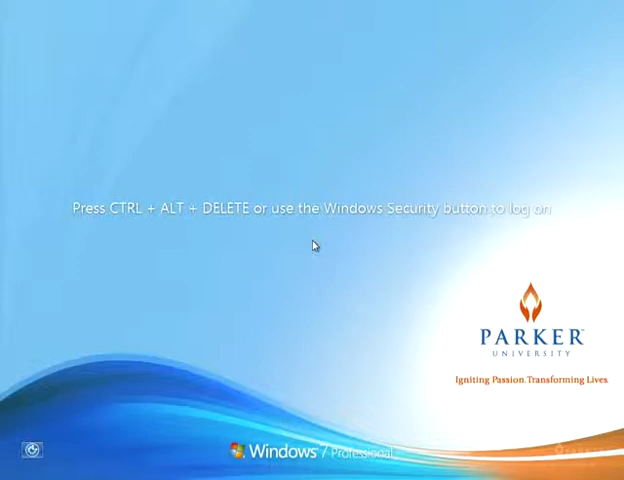 Press CTRL + ALT + DELETE or use the Windows Security button to log on
PARKER
UNIVERSITY
Igniting Passion.Transforming Lives.
Windows 7 Professional